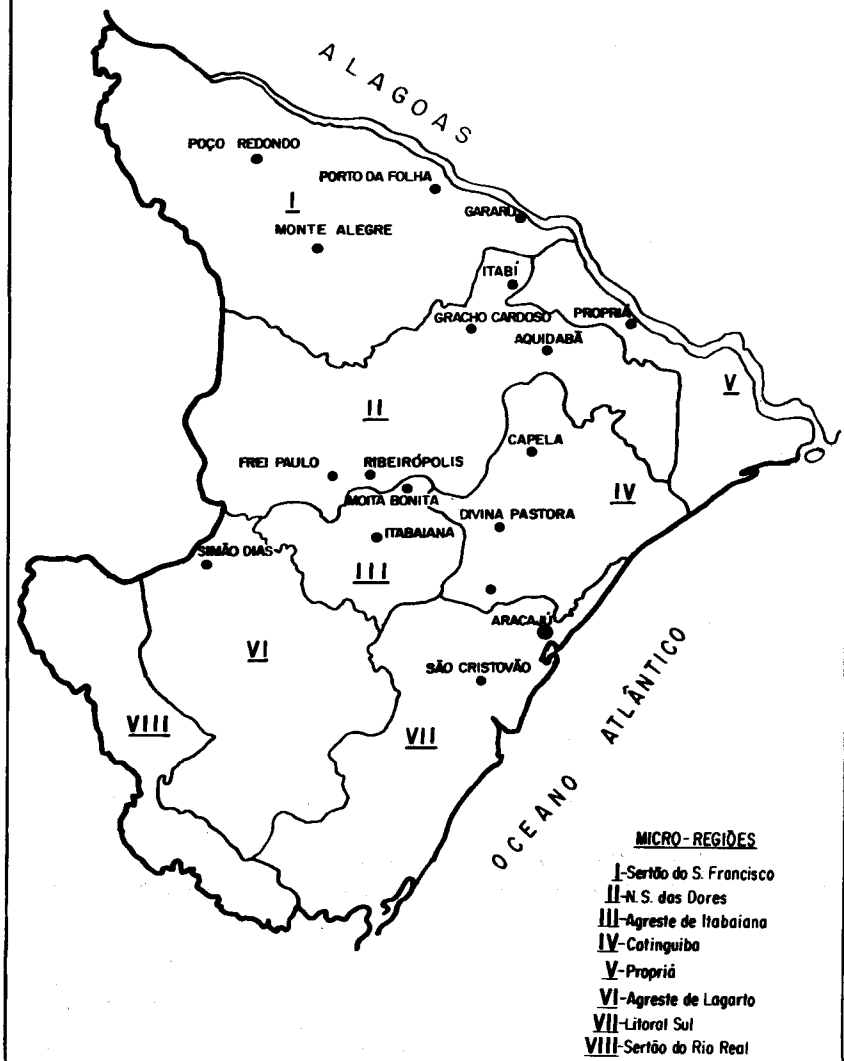 ALAGOAS
POÇO REDONDO
PORTO DA FOLHA
I
GARARÚ
MONTE ALEGRE
ITABÍ
GRACHO CARDOSO
PROPRIÁ
AQUIDABÃ
V
II
CAPELA
FREI PAULO
RIBEIRÓPOLIS
IV
MOITA BONITA
DIVINA PASTORA
ITABAIANA
SIMÃO DIAS
III
ARACAJÚ
VI
SÃO CRISTOVÃO
VIII
VII
OCEANO ATLÂNTICO
MICRO-REGIÕES
I-Sertão do S. Francisco
II-N. S. das Dores
III-Agreste de Itabaiana
IV-Cotinguiba
V-Propriá
VI-Agreste de Lagarto
VII-Litoral Sul
VIII-Sertão do Rio Real